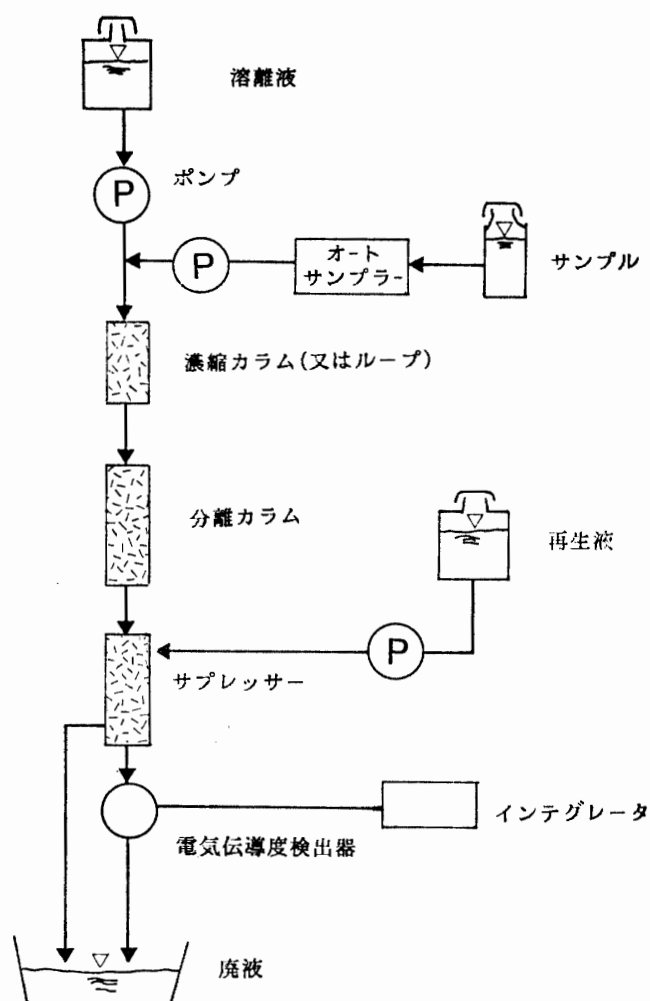 溶離液
P
ポンプ
P
オート
サンプラー
サンプル
濃縮カラム(又はループ)
分離カラム
再生液
P
サプレッサー
インテグレータ
電気伝導度検出器
廃液